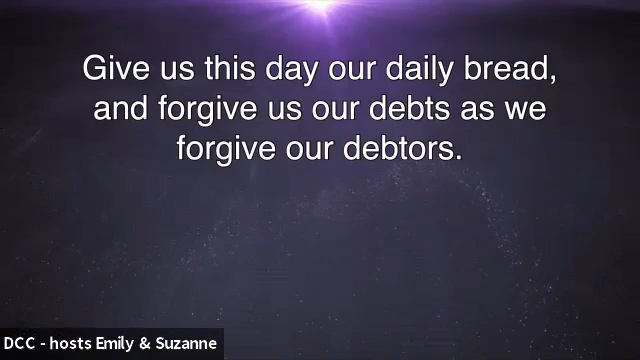 Give us this day our daily bread,
and forgive us our debts as we
forgive our debtors.
DCC - hosts Emily & Suzanne